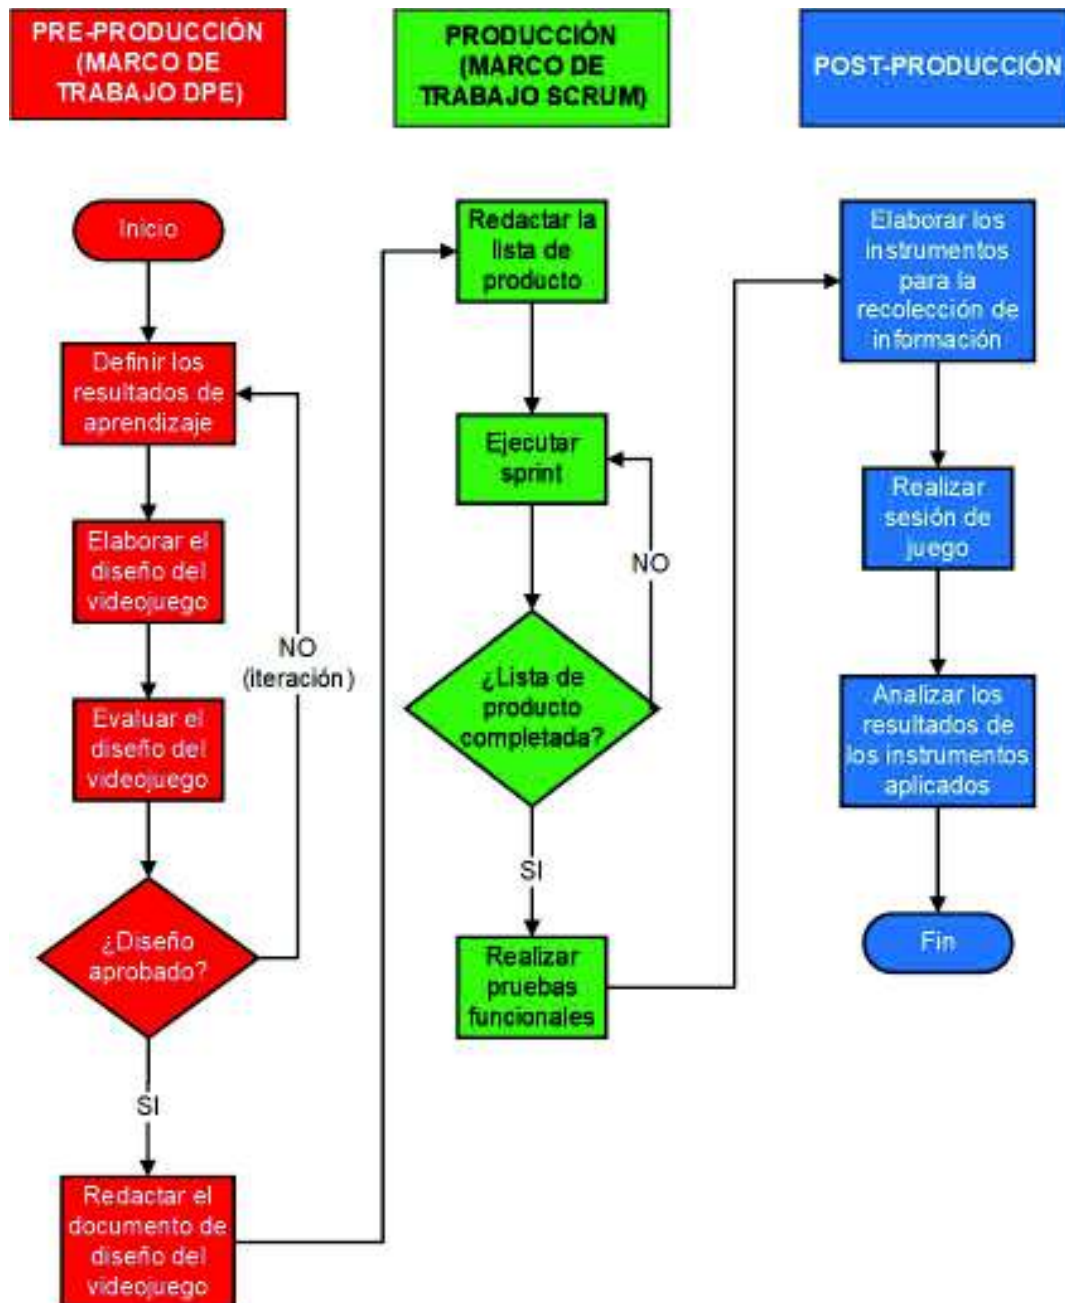 PRE-PRODUCCIÓN
(MARCO DE
TRABAJO DPE)
Inicio
Definir los
resultados de
aprendizaje
Elaborar el
diseño del
videojuego
Evaluar el
diseño del
videojuego
NO
(iteración)
¿Diseño
aprobado?
SI
Redactar el
documento de
diseño del
videojuego
PRODUCCIÓN
(MARCO DE
TRABAJO SCRUM)
Redactar la
lista de
producto
Ejecutar
sprint
NO
¿Lista de
producto
completada?
SI
Realizar
pruebas
funcionales
POST-PRODUCCIÓN
Elaborar los
instrumentos
para la
recolección de
información
Realizar
sesión de
juego
Analizar los
resultados de
los instrumentos
aplicados
Fin